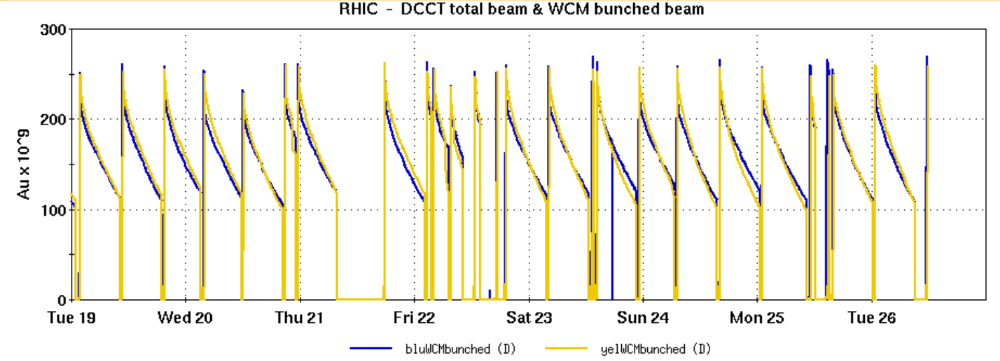 RHIC - DCCT total beam & WCM bunched beam
300
200
100
0
Au x 10^9
Tue 19 Wed 20 Thu 21 Fri 22 Sat 23 Sun 24 Mon 25 Tue 26
bluWCMbunched (D) yelWCMbunched (D)